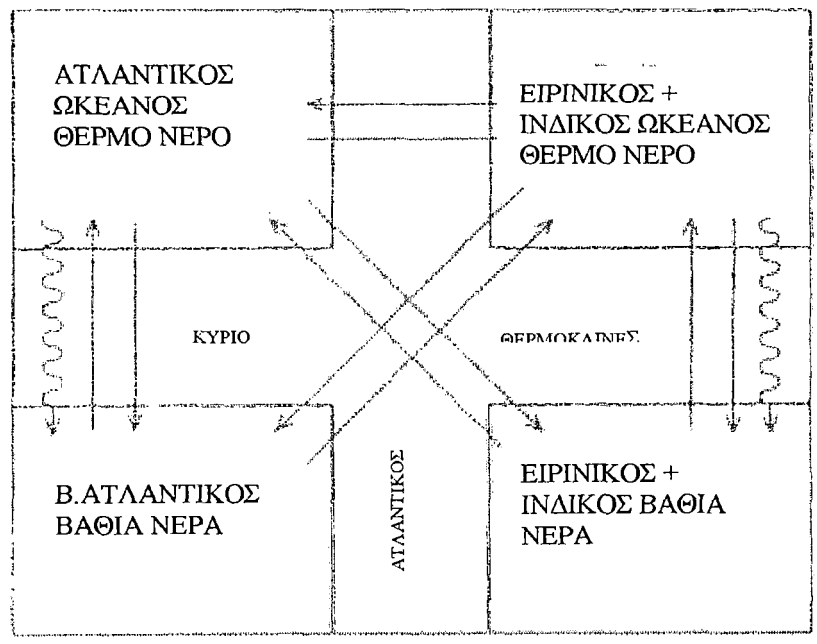 ΑΤΛΑΝΤΙΚΟΣ
ΩΚΕΑΝΟΣ
ΘΕΡΜΟ ΝΕΡΟ
ΕΙΡΙΝΙΚΟΣ +
ΙΝΔΙΚΟΣ ΩΚΕΑΝΟΣ
ΘΕΡΜΟ ΝΕΡΟ
ΚΥΡΙΟ
ΘΕΡΜΟΚΛΙΝΕΣ
Β.ΑΤΛΑΝΤΙΚΟΣ
ΒΑΘΙΑ ΝΕΡΑ
ΑΤΛΑΝΤΙΚΟΣ
ΕΙΡΙΝΙΚΟΣ +
ΙΝΔΙΚΟΣ ΒΑΘΙΑ
ΝΕΡΑ